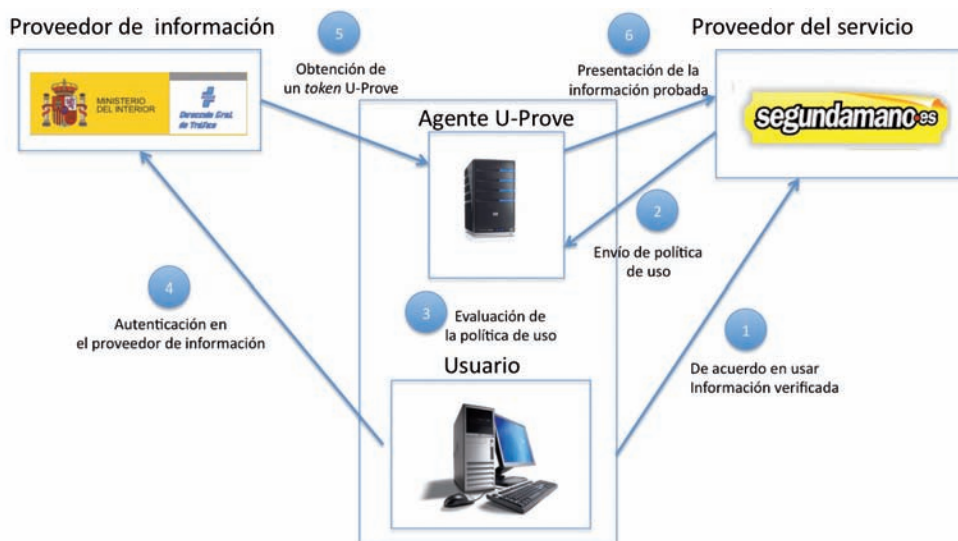 Proveedor de información
5
6
Proveedor del servicio
Obtención de
un token U-Prove
Presentación de la
información probada
MINISTERIO
DEL INTERIOR
Dirección Gral.
de Tráfico
Agente U-Prove
segundamano.es
2
Envío de política
de uso
4
Autenticación en
el proveedor de información
3
Evaluación de
la política de uso
1
De acuerdo en usar
Información verificada
Usuario